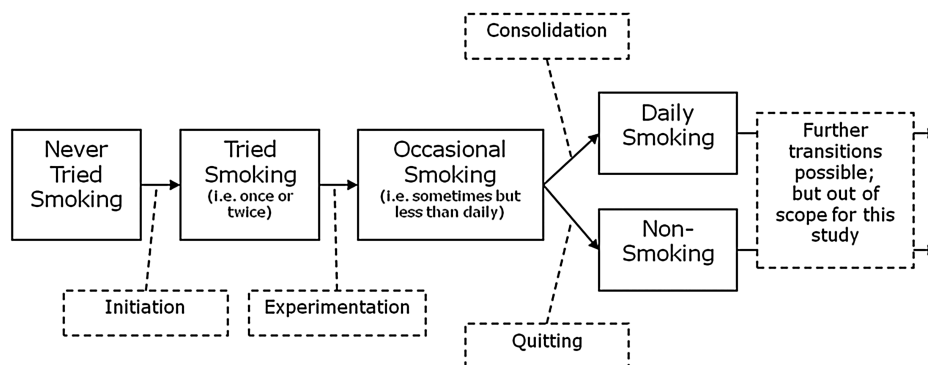 Consolidation
Never
Tried
Smoking
Tried
Smoking
(i.e. once or
twice)
Occasional
Smoking
(i.e. sometimes but
less than daily)
Daily
Smoking
Non-
Smoking
Further
transitions
possible;
but out of
scope for this
study
Initiation
Experimentation
Quitting